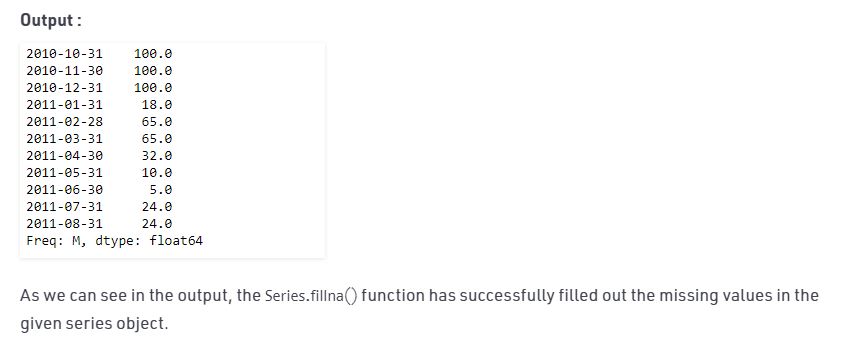 Output :
2010-10-31    100.0
2010-11-30    100.0
2010-12-31    100.0
2011-01-31     18.0
2011-02-28     65.0
2011-03-31     65.0
2011-04-30     32.0
2011-05-31     10.0
2011-06-30      5.0
2011-07-31     24.0
2011-08-31     24.0
Freq: M, dtype: float64
As we can see in the output, the Series.fillna() function has successfully filled out the missing values in the
given series object.